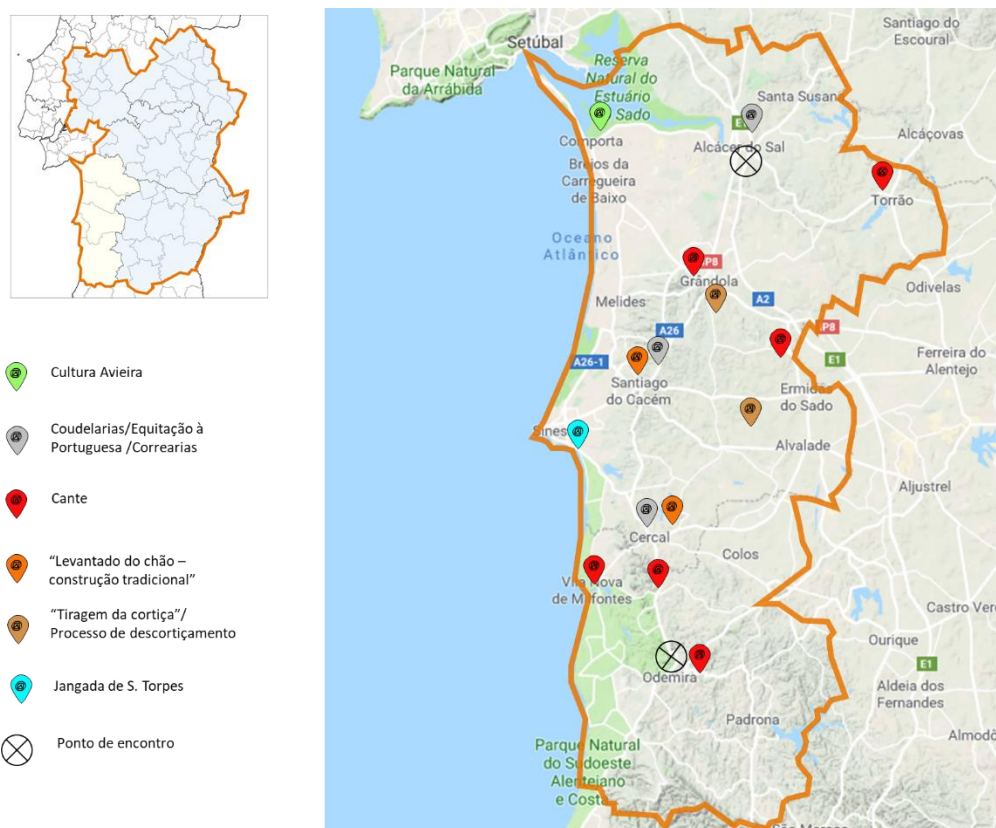 Cultura Avieira
Coudelarias/Equitação à
Portuguesa /Correarias
Cante
“Levantado do chão –
construção tradicional”
“Tiragem da cortiça”/
Processo de descortiçamento
Jangada de S. Torpes
Ponto de encontro
Santiago do
Escoural
Setúbal
Parque Natural
da Arrábida
Reserva
Natural do
Estuário
Sado
Santa Susan
Comporta
Alcácer do Sal
Alcáçovas
Brejos da
Carregueira
de Baixo
Torrão
Oceano
Atlântico
IP8
Grândola
Odivelas
Melides
A2
A26
IP8
A26-1
E1
Ferreira do
Alentejo
Santiago
do Cacém
Ermidas
do Sado
Sines
Alvalade
Aljustrel
Cercal
Colos
Vila Nova
de Milfontes
Castro Ver
Ourique
E1
Odemira
Aldeia dos
Fernandes
Padrona
Almodô
Parque Natural
do Sudoeste
Alentejano
e Costa